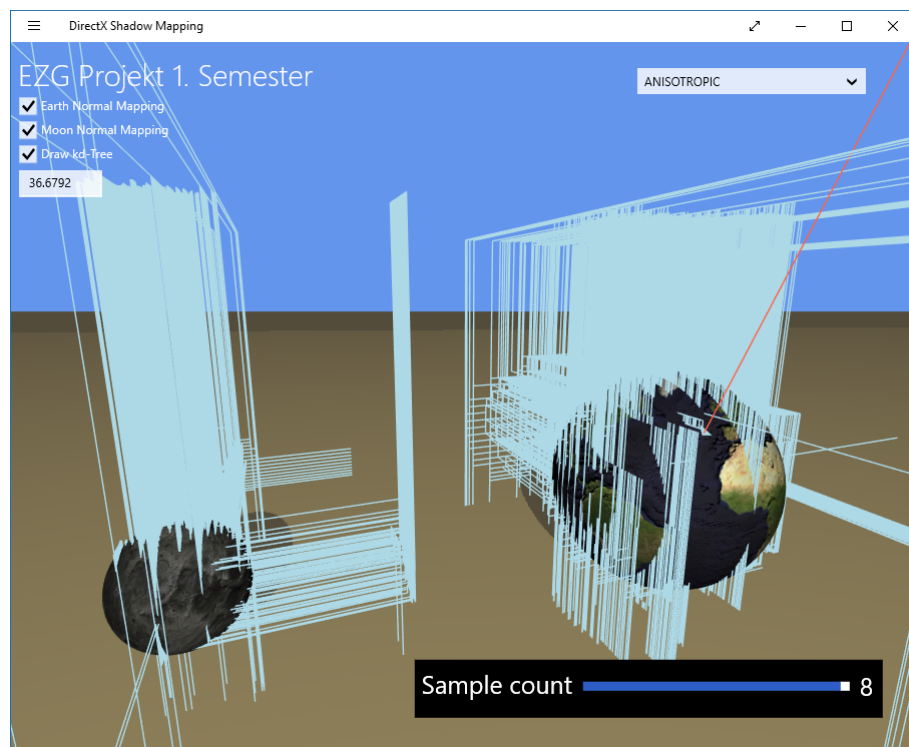 DirectX Shadow Mapping
EZG Projekt 1. Semester
ANISOTROPIC
Earth Normal Mapping
Moon Normal Mapping
Draw kd-Tree
36.6792
Sample count 8